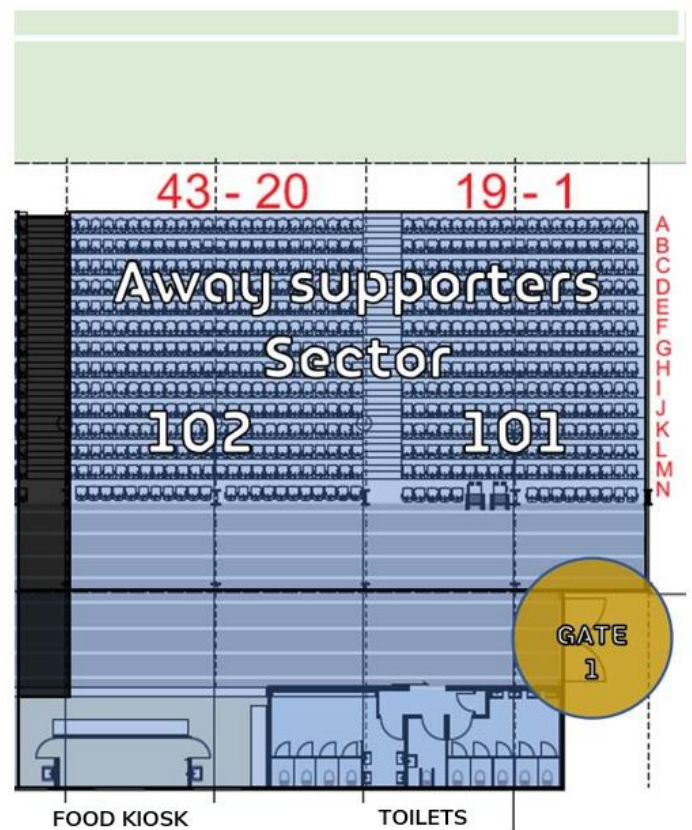 43 - 20
19 - 1
A
B
C
D
E
F
G
H
I
J
K
L
M
N
Away supporters
Sector
102
101
GATE
1
FOOD KIOSK
TOILETS